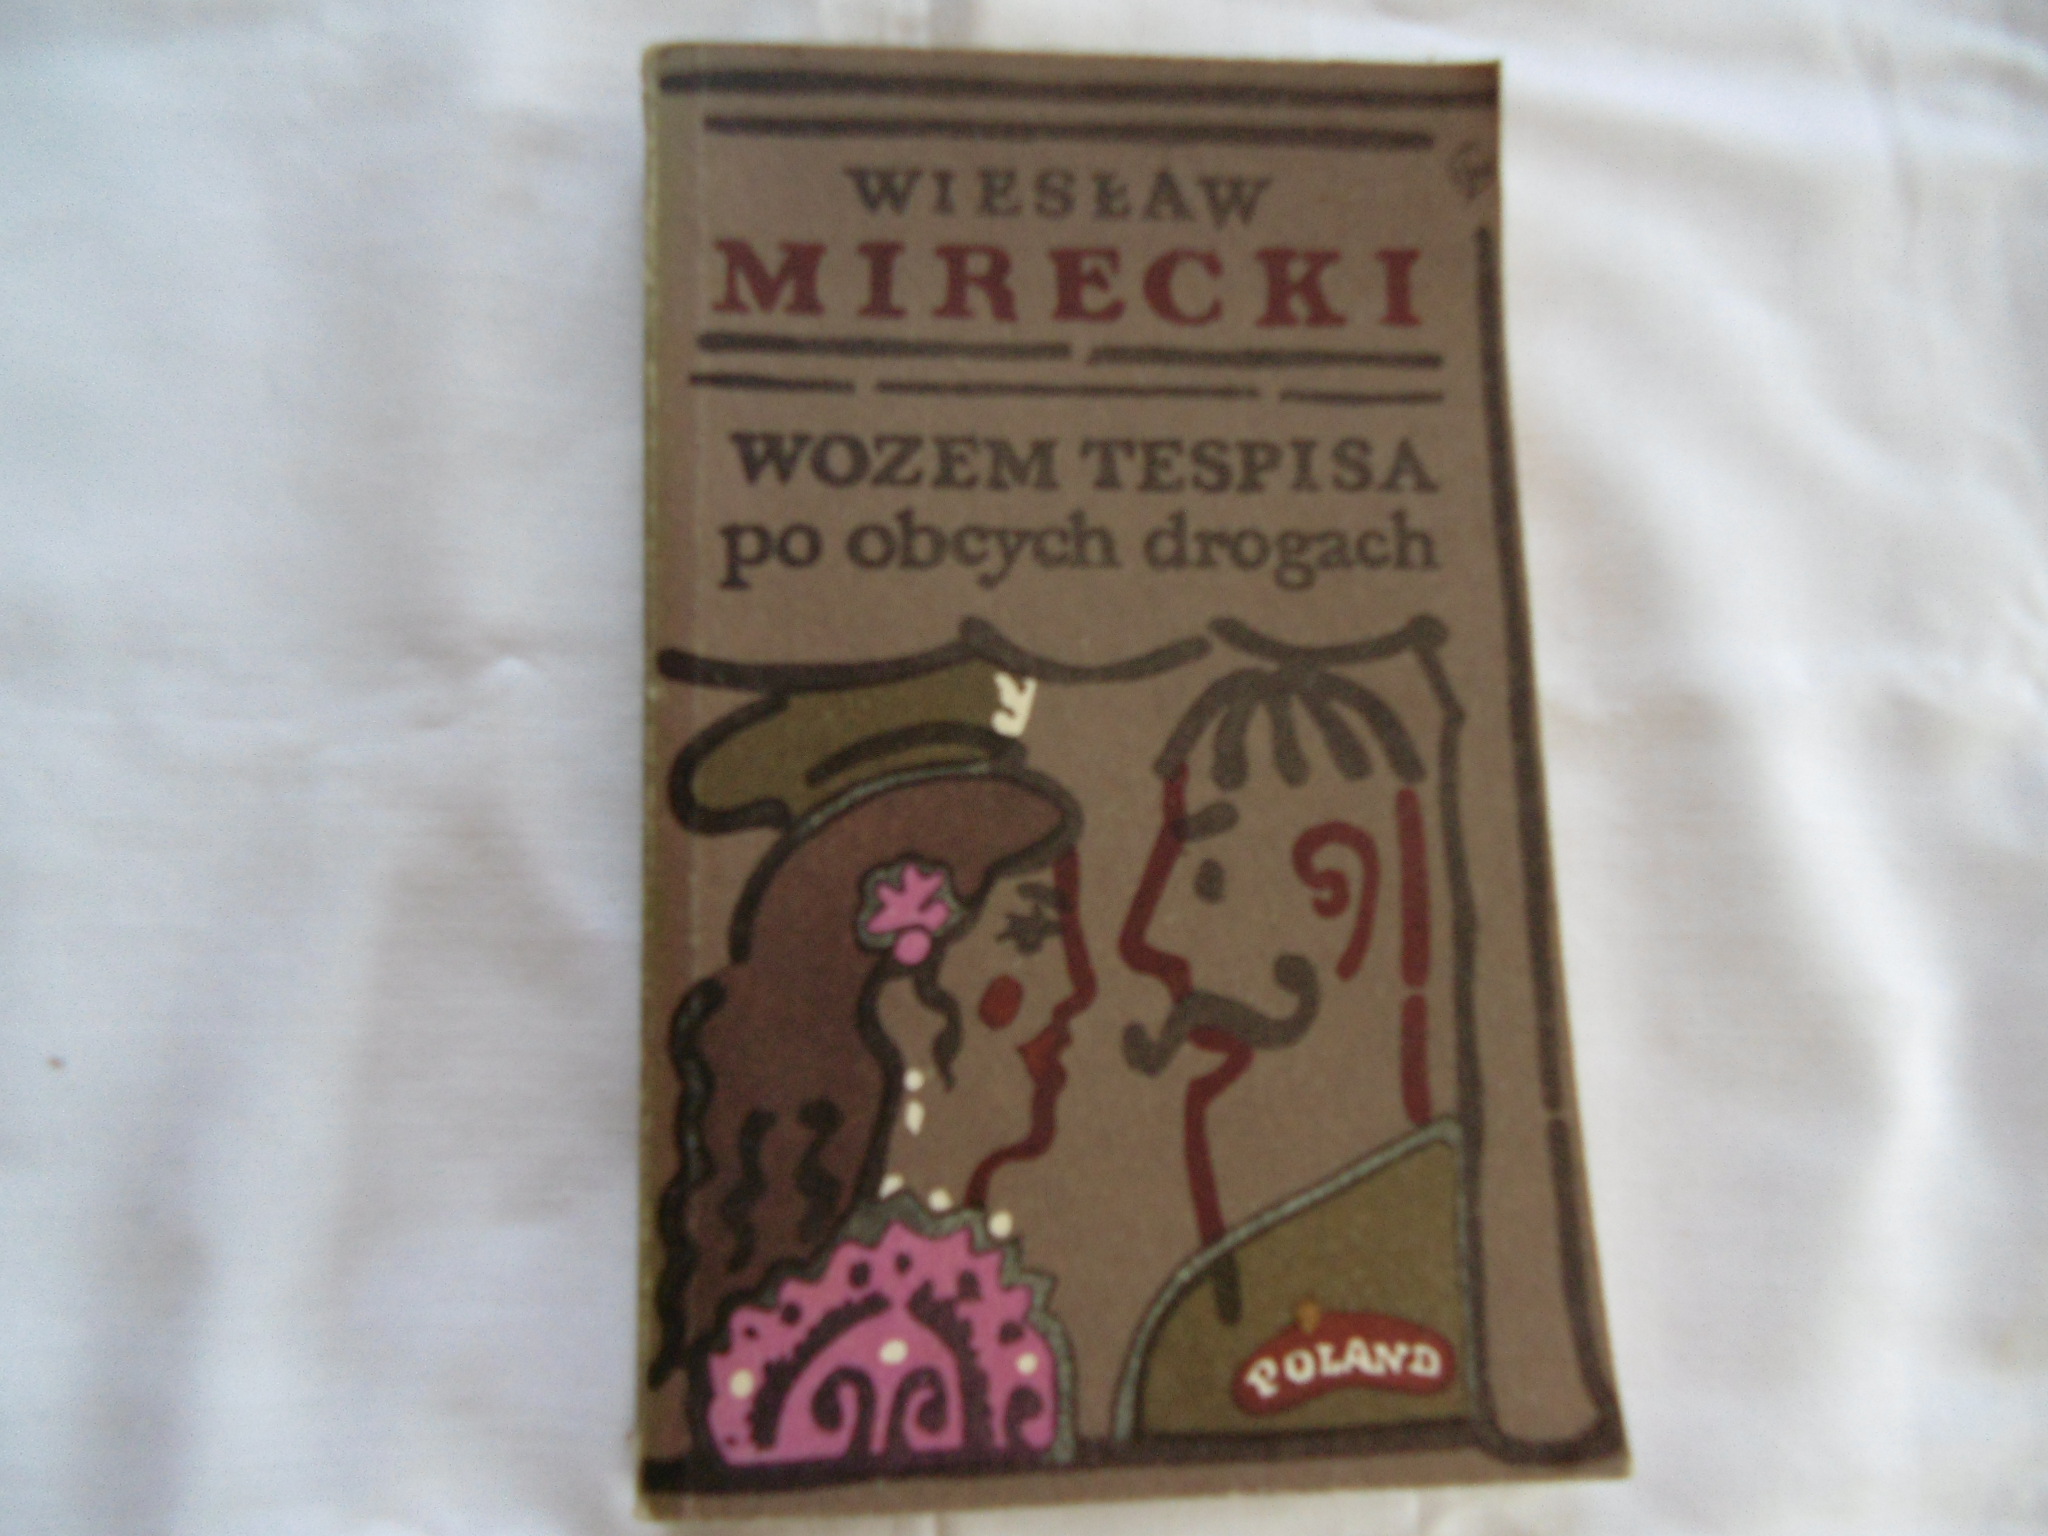 WIESŁAW
MIRECKI
WOZEM TESPISA
po obcych drogach
POLAND